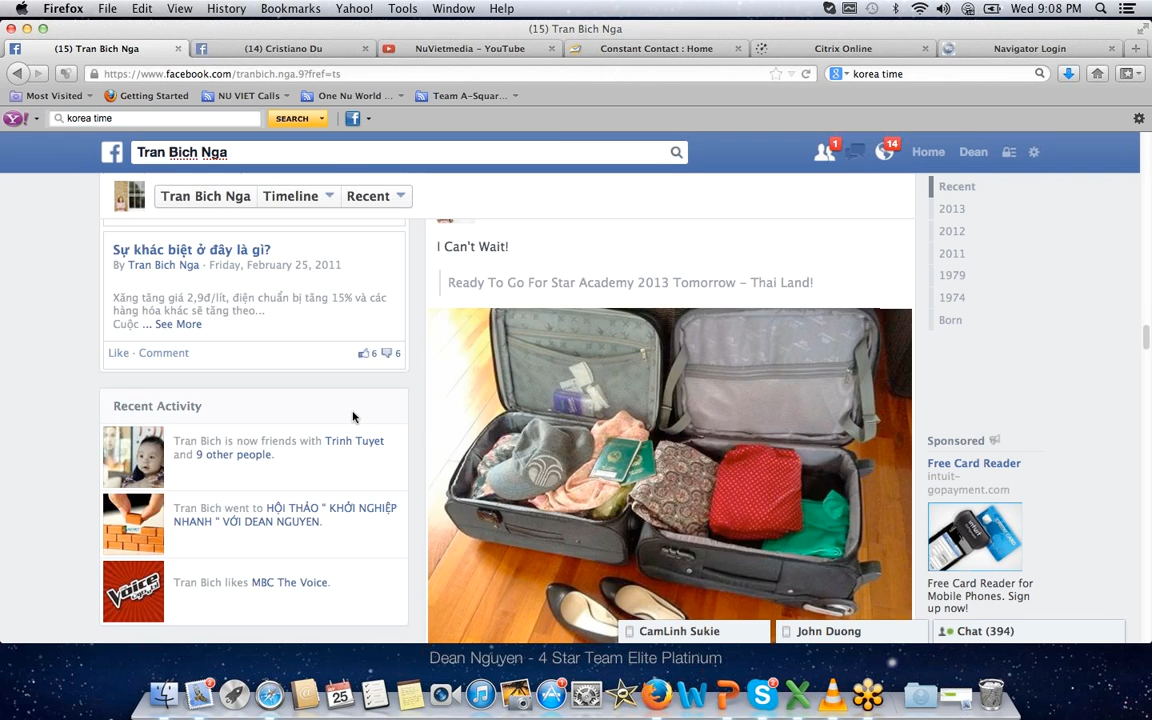 Firefox File Edit View History Bookmarks Yahoo! Tools Window Help
Wed 9:08 PM
(15) Tran Bich Nga
(15) Tran Bich Nga
(14) Cristiano Du
NuVietmedia – YouTube
Constant Contact : Home
Citrix Online
Navigator Login
https://www.facebook.com/tranbich.nga.9?fref=ts
korea time
Most Visited
Getting Started
NU VIET Calls
One Nu World ...
Team A-Squar...
korea time
SEARCH
Tran Bich Nga
1
14
Home
Dean
Tran Bich Nga
Timeline
Recent
Sự khác biệt ở đây là gì?
By Tran Bich Nga · Friday, February 25, 2011
Xăng tăng giá 2,9đ/lít, điện chuẩn bị tăng 15% và các
hàng hóa khác sẽ tăng theo...
Cuộc ... See More
Like · Comment
6
6
Recent Activity
Tran Bich is now friends with Trinh Tuyet
and 9 other people.
Tran Bich went to HỘI THẢO " KHỞI NGHIỆP
NHANH " VỚI DEAN NGUYEN.
Tran Bich likes MBC The Voice.
I Can't Wait!
Ready To Go For Star Academy 2013 Tomorrow – Thai Land!
Recent
2013
2012
2011
1979
1974
Born
Sponsored
Free Card Reader
intuit-
gopayment.com
Free Card Reader for
Mobile Phones. Sign
up now!
CamLinh Sukie
John Duong
Chat (394)
Dean Nguyen - 4 Star Team Elite Platinum
25